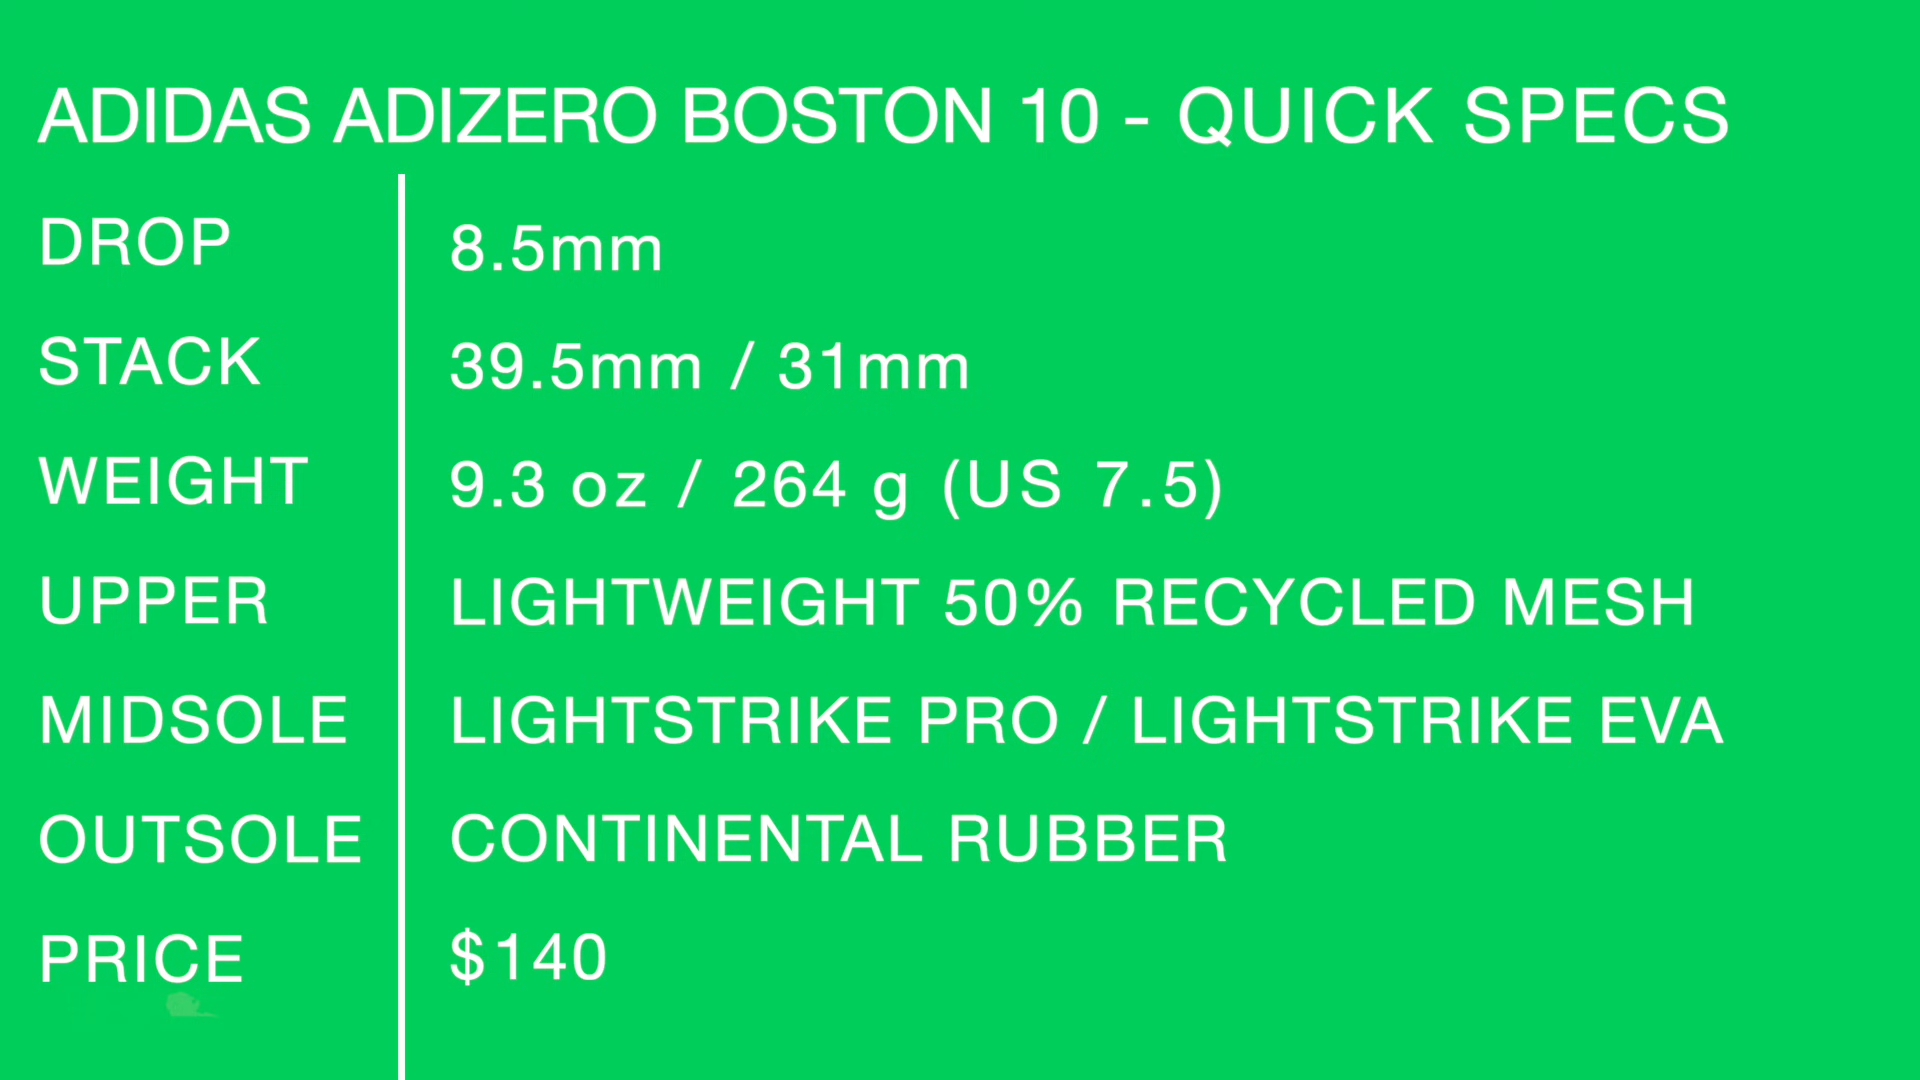 ADIDAS ADIZERO BOSTON 10 - QUICK SPECS
DROP 8.5mm
STACK 39.5mm / 31mm
WEIGHT 9.3 oz / 264 g (US 7.5)
UPPER LIGHTWEIGHT 50% RECYCLED MESH
MIDSOLE LIGHTSTRIKE PRO / LIGHTSTRIKE EVA
OUTSOLE CONTINENTAL RUBBER
PRICE $140